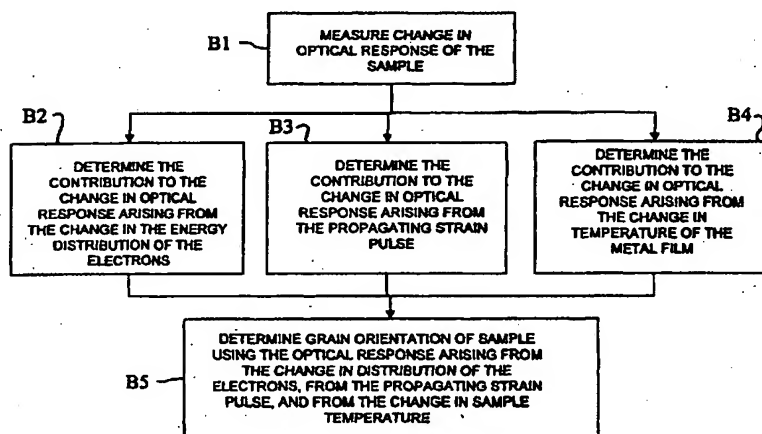 B1
MEASURE CHANGE IN
OPTICAL RESPONSE OF THE
SAMPLE
B2
DETERMINE THE
CONTRIBUTION TO THE
CHANGE IN OPTICAL
RESPONSE ARISING FROM
THE CHANGE IN THE ENERGY
DISTRIBUTION OF THE
ELECTRONS
B3
DETERMINE THE
CONTRIBUTION TO THE
CHANGE IN OPTICAL
RESPONSE ARISING FROM
THE PROPAGATING STRAIN
PULSE
B4
DETERMINE THE
CONTRIBUTION TO THE
CHANGE IN OPTICAL
RESPONSE ARISING FROM
THE CHANGE IN
TEMPERATURE OF THE
METAL FILM
B5
DETERMINE GRAIN ORIENTATION OF SAMPLE
USING THE OPTICAL RESPONSE ARISING FROM
THE CHANGE IN DISTRIBUTION OF THE
ELECTRONS, FROM THE PROPAGATING STRAIN
PULSE, AND FROM THE CHANGE IN SAMPLE
TEMPERATURE